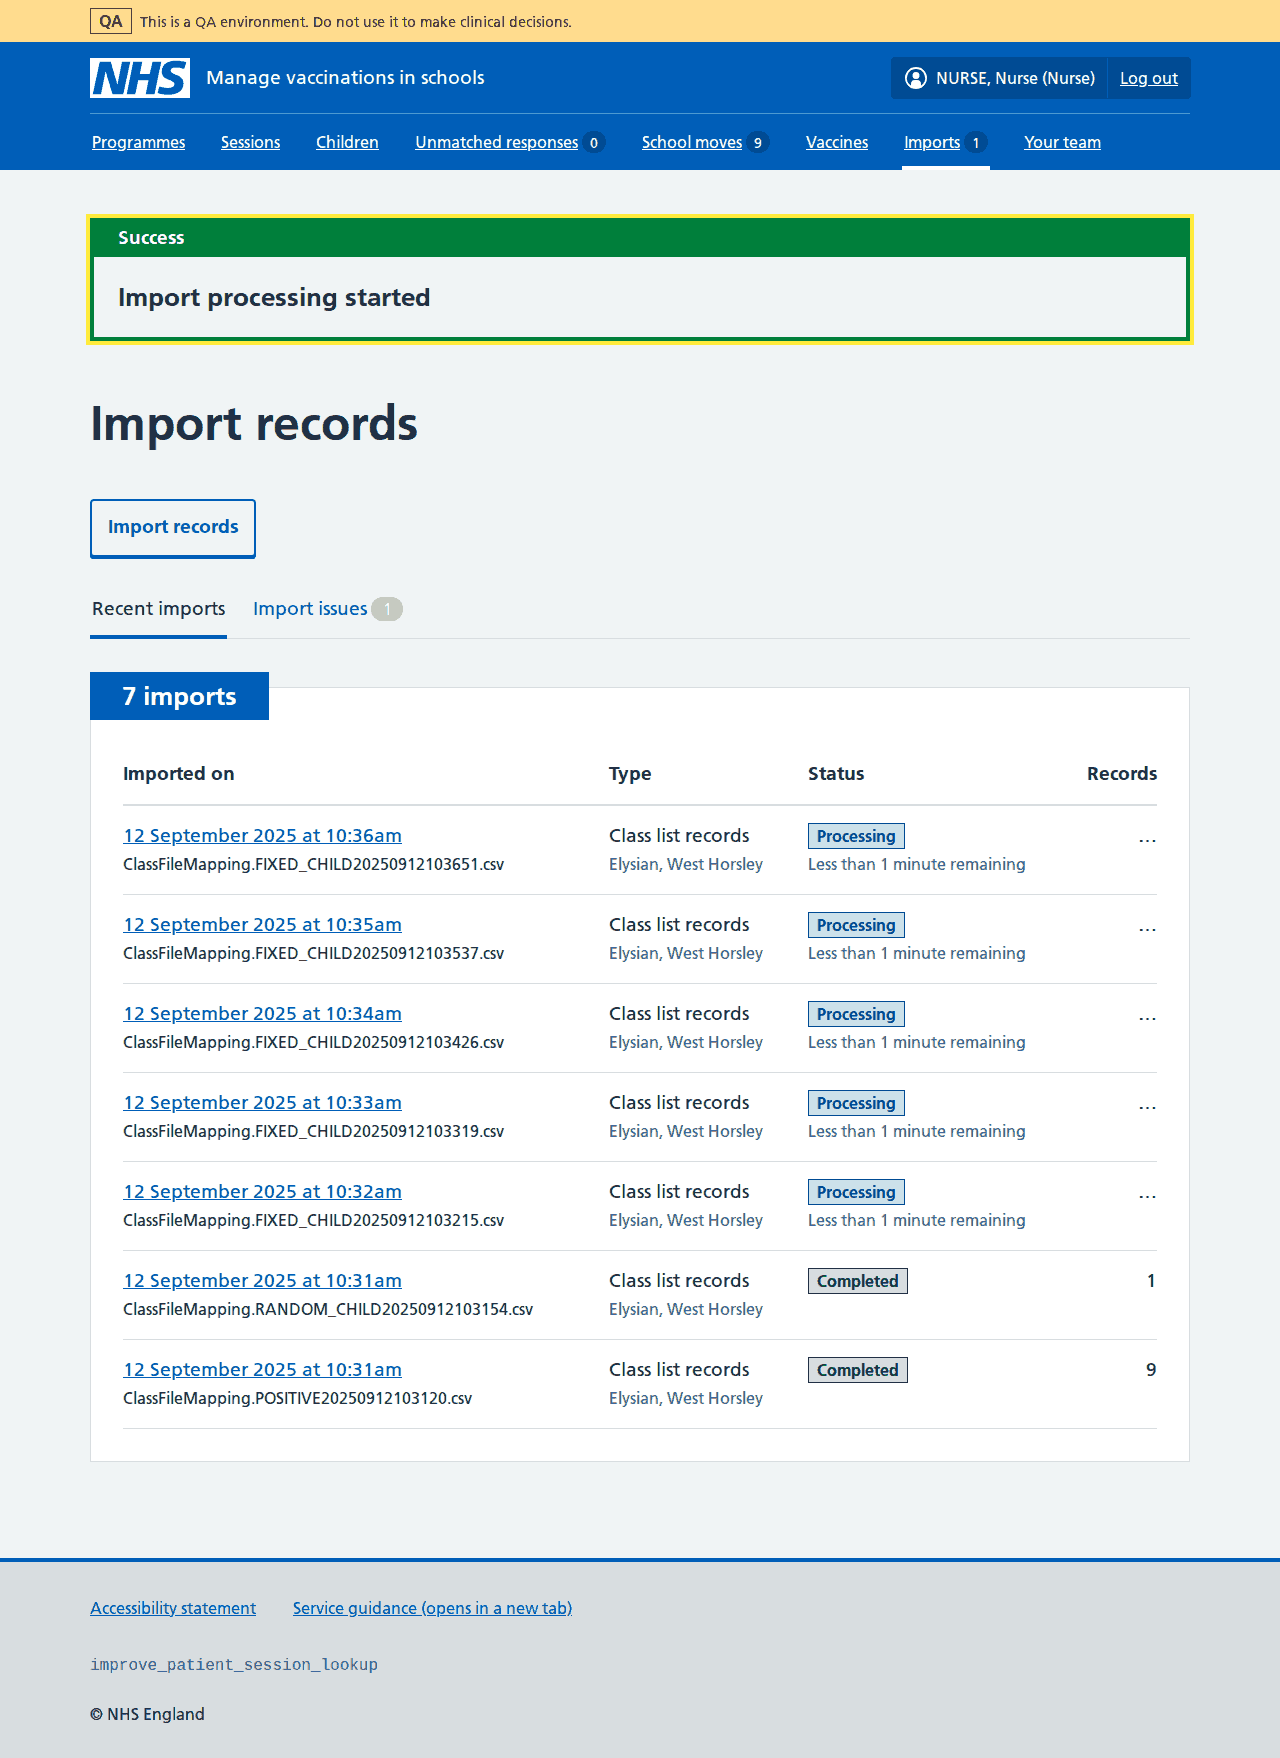 QA This is a QA environment. Do not use it to make clinical decisions.
NHS Manage vaccinations in schools NURSE, Nurse (Nurse) Log out
Programmes Sessions Children Unmatched responses 0 School moves 9 Vaccines Imports 1 Your team
Success
Import processing started
Import records
Import records
Recent imports Import issues 1
7 imports
Imported on Type Status Records
12 September 2025 at 10:36am Class list records Processing ...
ClassFileMapping.FIXED_CHILD20250912103651.csv Elysian, West Horsley Less than 1 minute remaining
12 September 2025 at 10:35am Class list records Processing ...
ClassFileMapping.FIXED_CHILD20250912103537.csv Elysian, West Horsley Less than 1 minute remaining
12 September 2025 at 10:34am Class list records Processing ...
ClassFileMapping.FIXED_CHILD20250912103426.csv Elysian, West Horsley Less than 1 minute remaining
12 September 2025 at 10:33am Class list records Processing ...
ClassFileMapping.FIXED_CHILD20250912103319.csv Elysian, West Horsley Less than 1 minute remaining
12 September 2025 at 10:32am Class list records Processing ...
ClassFileMapping.FIXED_CHILD20250912103215.csv Elysian, West Horsley Less than 1 minute remaining
12 September 2025 at 10:31am Class list records Completed 1
ClassFileMapping.RANDOM_CHILD20250912103154.csv Elysian, West Horsley
12 September 2025 at 10:31am Class list records Completed 9
ClassFileMapping.POSITIVE20250912103120.csv Elysian, West Horsley
Accessibility statement Service guidance (opens in a new tab)
improve_patient_session_lookup
© NHS England